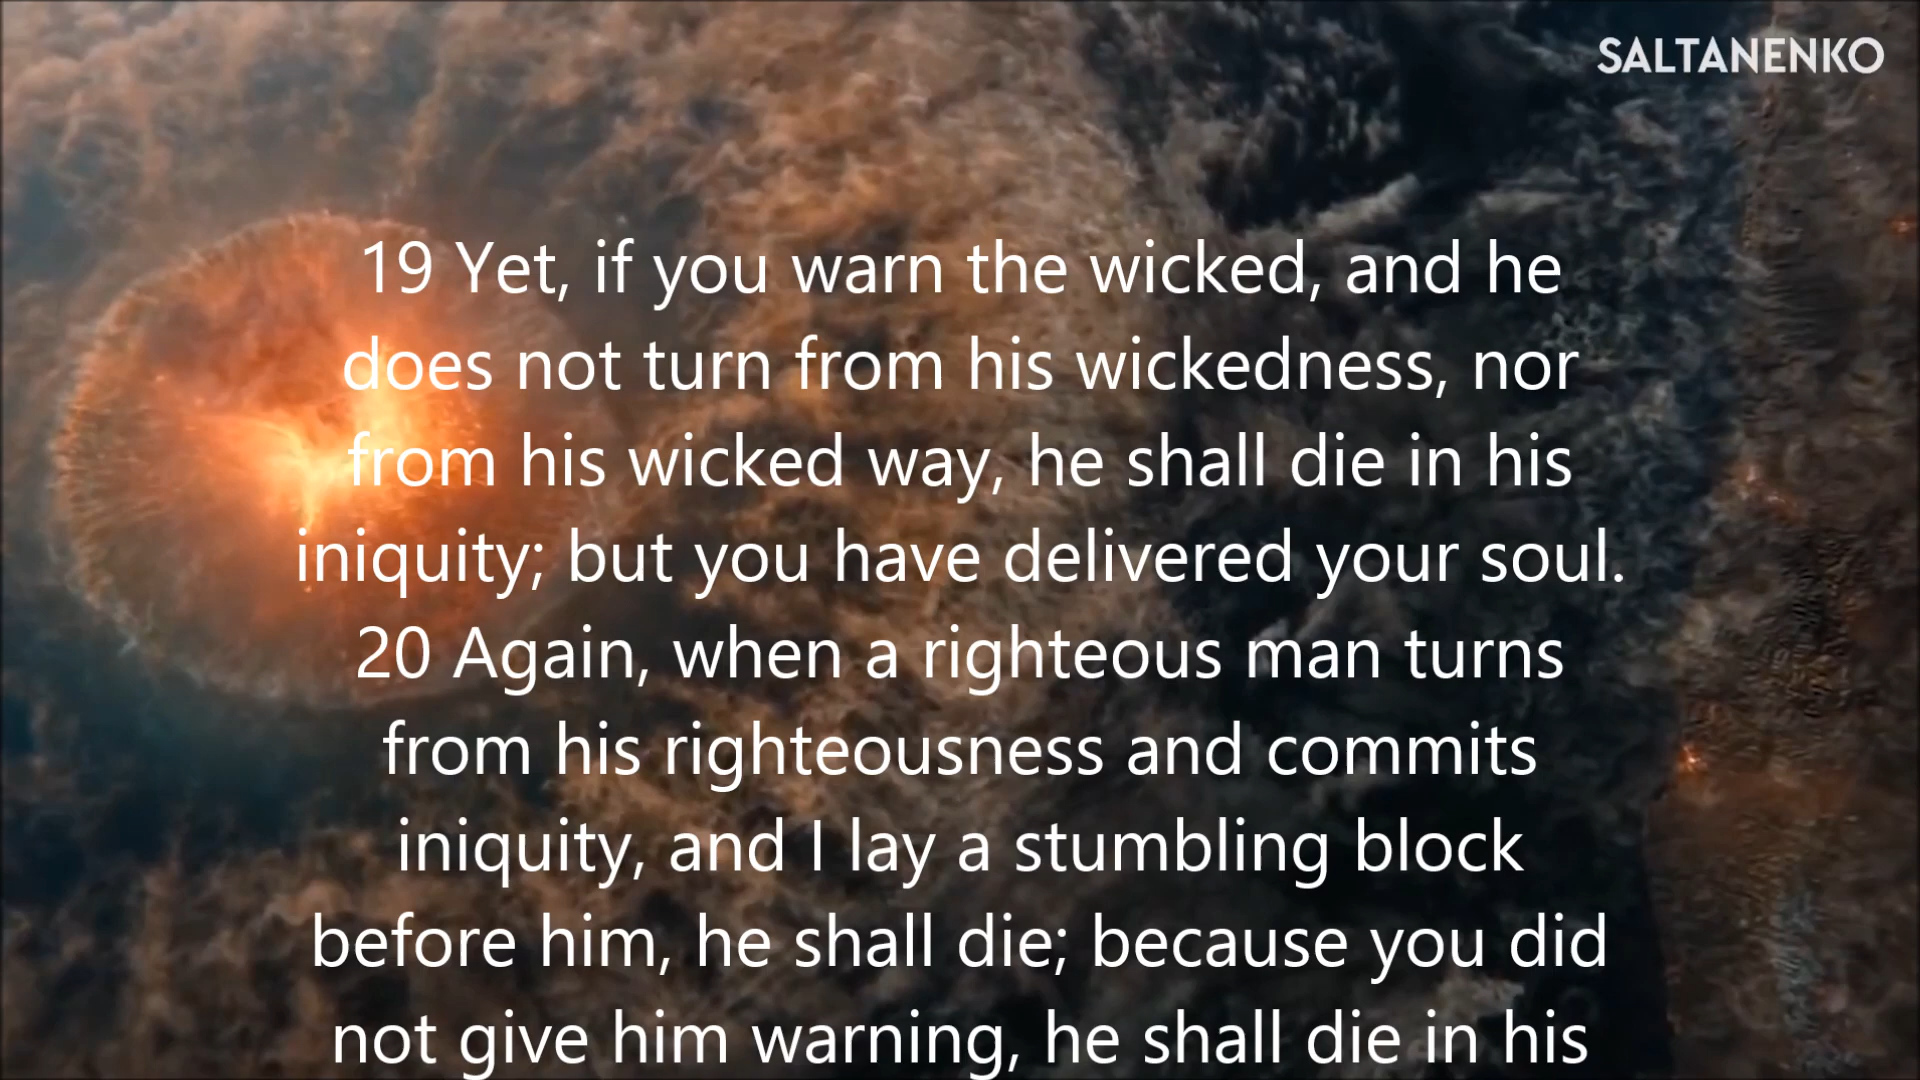 SALTANENKO
19 Yet, if you warn the wicked, and he
does not turn from his wickedness, nor
from his wicked way, he shall die in his
iniquity; but you have delivered your soul.
20 Again, when a righteous man turns
from his righteousness and commits
iniquity, and I lay a stumbling block
before him, he shall die; because you did
not give him warning, he shall die in his